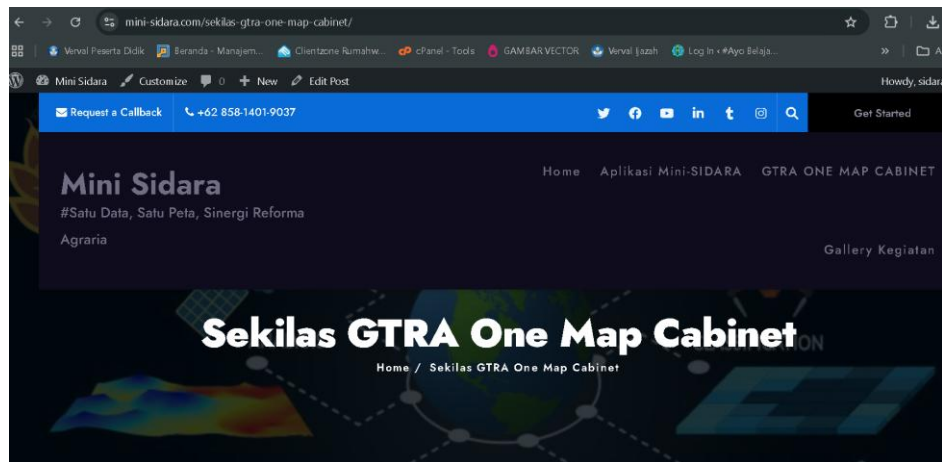 mini-sidara.com/sekilas-gtra-one-map-cabinet/
Verval Peserta Didik Beranda - Manajem... Clientzone Rumahw... cPanel - Tools GAMBAR VECTOR Verval Ijazah Log In ‹ #Ayo Belaja... »
Mini Sidara Customize 0 + New Edit Post Howdy, sidara
Request a Callback +62 858-1401-9037 Get Started
Home Aplikasi Mini-SIDARA GTRA ONE MAP CABINET
Mini Sidara
#Satu Data, Satu Peta, Sinergi Reforma
Agraria
Gallery Kegiatan
Sekilas GTRA One Map Cabinet
Home / Sekilas GTRA One Map Cabinet